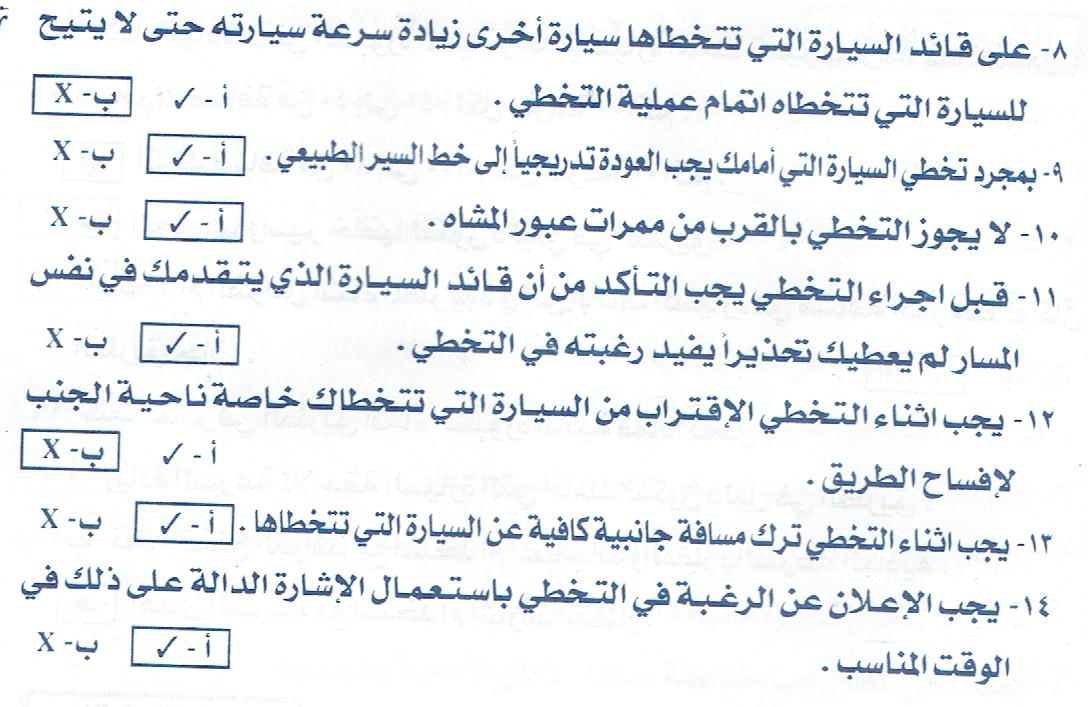 ٨- على قائد السيارة التي تتخطاها سيارة أخرى زيادة سرعة سيارته حتى لا يتيح
للسيارة التي تتخطاه اتمام عملية التخطي . أ - ✓ ب - X
٩- بمجرد تخطي السيارة التي أمامك يجب العودة تدريجياً إلى خط السير الطبيعي . أ - ✓ ب - X
١٠- لا يجوز التخطي بالقرب من ممرات عبور المشاه . أ - ✓ ب - X
١١- قبل اجراء التخطي يجب التأكد من أن قائد السيارة الذي يتقدمك في نفس
المسار لم يعطيك تحذيراً يفيد رغبته في التخطي . أ - ✓ ب - X
١٢- يجب اثناء التخطي الإقتراب من السيارة التي تتخطاك خاصة ناحية الجنب
لإفساح الطريق . أ - ✓ ب - X
١٣- يجب اثناء التخطي ترك مسافة جانبية كافية عن السيارة التي تتخطاها . أ - ✓ ب - X
١٤- يجب الإعلان عن الرغبة في التخطي باستعمال الإشارة الدالة على ذلك في
الوقت المناسب . أ - ✓ ب - X